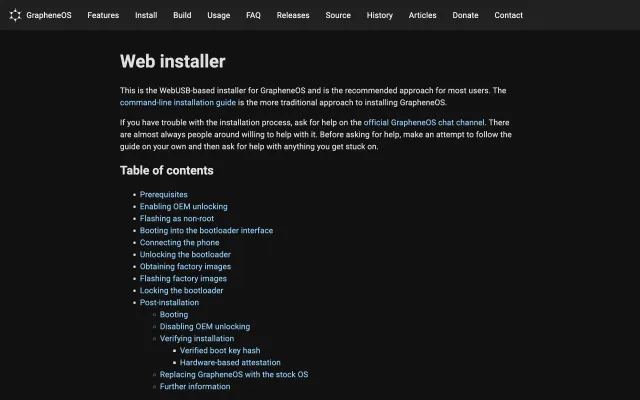 GrapheneOS Features Install Build Usage FAQ Releases Source History Articles Donate Contact
Web installer
This is the WebUSB-based installer for GrapheneOS and is the recommended approach for most users. The
command-line installation guide is the more traditional approach to installing GrapheneOS.
If you have trouble with the installation process, ask for help on the official GrapheneOS chat channel. There
are almost always people around willing to help with it. Before asking for help, make an attempt to follow the
guide on your own and then ask for help with anything you get stuck on.
Table of contents
Prerequisites
Enabling OEM unlocking
Flashing as non-root
Booting into the bootloader interface
Connecting the phone
Unlocking the bootloader
Obtaining factory images
Flashing factory images
Locking the bootloader
Post-installation
Booting
Disabling OEM unlocking
Verifying installation
Verified boot key hash
Hardware-based attestation
Replacing GrapheneOS with the stock OS
Further information